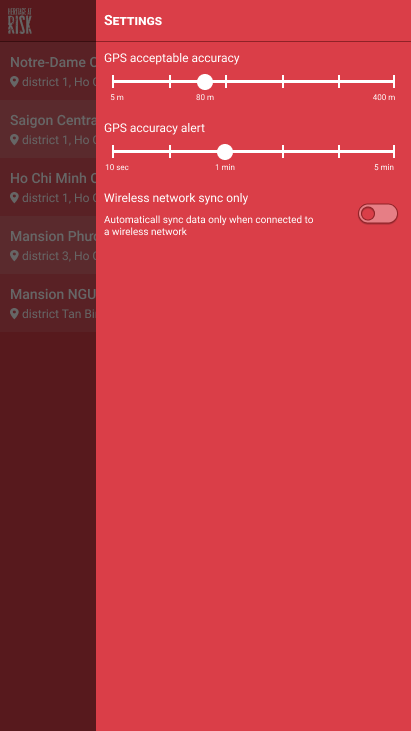 HERITAGE AT
RISK
SETTINGS
GPS acceptable accuracy
5 m 80 m 400 m
GPS accuracy alert
10 sec 1 min 5 min
Wireless network sync only
Automaticall sync data only when connected to
a wireless network
Notre-Dame C
district 1, Ho C
Saigon Centra
district 1, Ho C
Ho Chi Minh C
district 1, Ho C
Mansion Phươ
district 3, Ho C
Mansion NGU
district Tan Bi